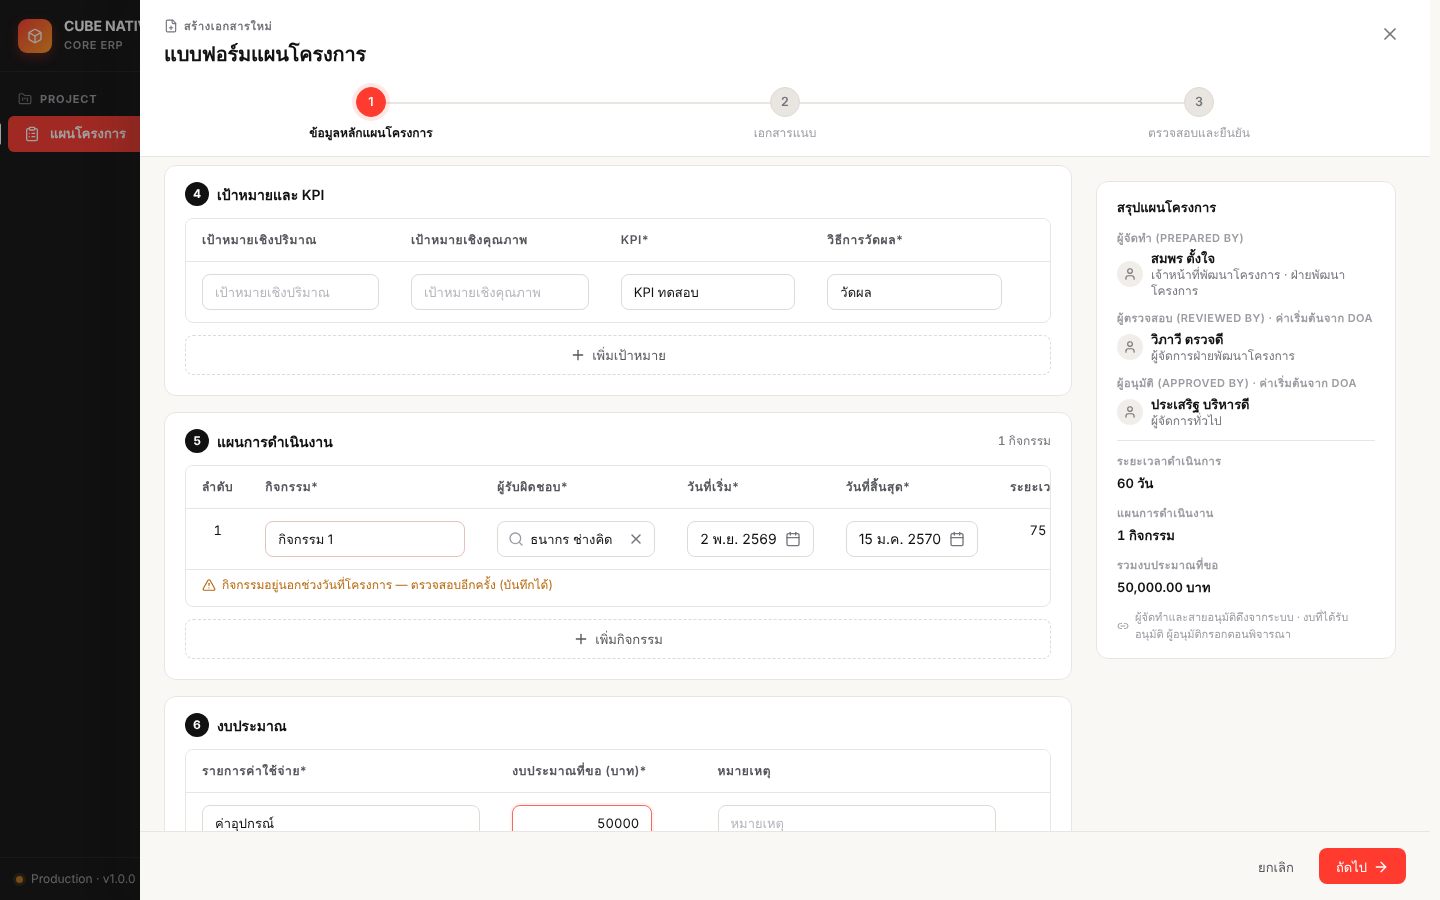 CUBE NATIV
CORE ERP
PROJECT
แผนโครงการ
Production · v1.0.0
สร้างเอกสารใหม่
แบบฟอร์มแผนโครงการ
1
2
3
ข้อมูลหลักแผนโครงการ
เอกสารแนบ
ตรวจสอบและยืนยัน
4 เป้าหมายและ KPI
เป้าหมายเชิงปริมาณ เป้าหมายเชิงคุณภาพ KPI* วิธีการวัดผล*
เป้าหมายเชิงปริมาณ เป้าหมายเชิงคุณภาพ KPI ทดสอบ วัดผล
เพิ่มเป้าหมาย
5 แผนการดำเนินงาน 1 กิจกรรม
ลำดับ กิจกรรม* ผู้รับผิดชอบ* วันที่เริ่ม* วันที่สิ้นสุด* ระยะเว
1 กิจกรรม 1 ธนากร ช่างคิด 2 พ.ย. 2569 15 ม.ค. 2570 75
กิจกรรมอยู่นอกช่วงวันที่โครงการ — ตรวจสอบอีกครั้ง (บันทึกได้)
เพิ่มกิจกรรม
6 งบประมาณ
รายการค่าใช้จ่าย* งบประมาณที่ขอ (บาท)* หมายเหตุ
ค่าอุปกรณ์ 50000 หมายเหตุ
สรุปแผนโครงการ
ผู้จัดทำ (PREPARED BY)
สมพร ตั้งใจ
เจ้าหน้าที่พัฒนาโครงการ · ฝ่ายพัฒนา
โครงการ
ผู้ตรวจสอบ (REVIEWED BY) · ค่าเริ่มต้นจาก DOA
วิภาวี ตรวจดี
ผู้จัดการฝ่ายพัฒนาโครงการ
ผู้อนุมัติ (APPROVED BY) · ค่าเริ่มต้นจาก DOA
ประเสริฐ บริหารดี
ผู้จัดการทั่วไป
ระยะเวลาดำเนินการ
60 วัน
แผนการดำเนินงาน
1 กิจกรรม
รวมงบประมาณที่ขอ
50,000.00 บาท
ผู้จัดทำและสายอนุมัติดึงจากระบบ · งบที่ได้รับ
อนุมัติ ผู้อนุมัติกรอกตอนพิจารณา
ยกเลิก
ถัดไป